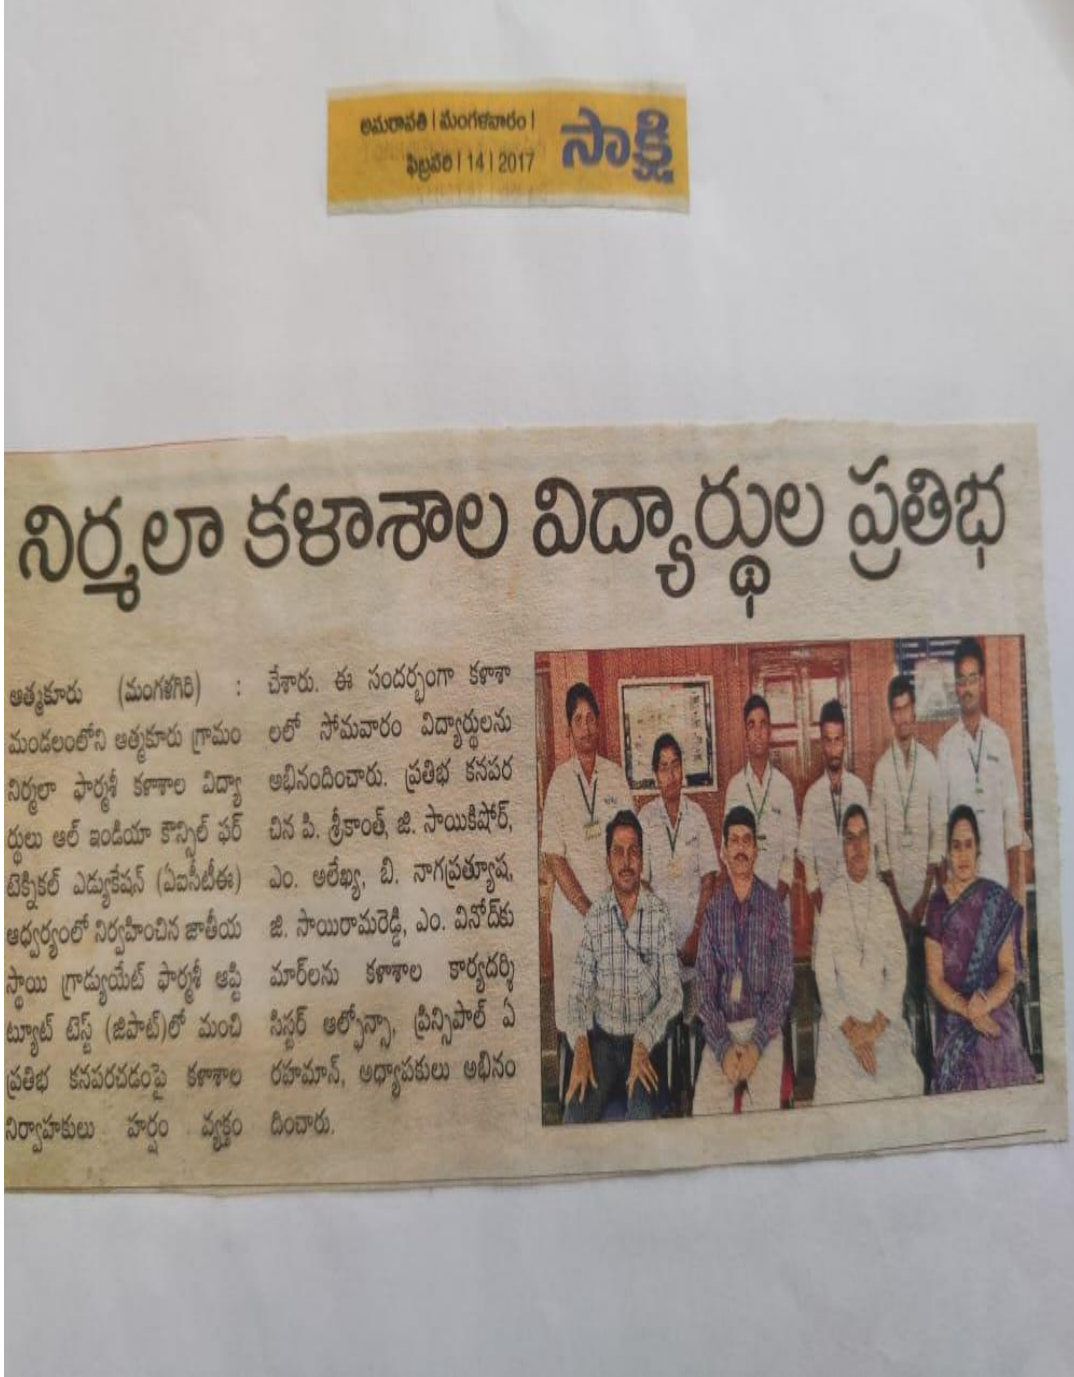 అమరావతి | మంగళవారం |
ఫిబ్రవరి | 14 | 2017
సాక్షి
నిర్మలా కళాశాల విద్యార్థుల ప్రతిభ
ఆత్మకూరు (మంగళగిరి) :
మండలంలోని ఆత్మకూరు గ్రామం
నిర్మలా ఫార్మశీ కళాశాల విద్యా
ర్థులు ఆల్ ఇండియా కౌన్సిల్ ఫర్
టెక్నికల్ ఎడ్యుకేషన్ (ఏఐసీటీఈ)
ఆధ్వర్యంలో నిర్వహించిన జాతీయ
స్థాయి గ్రాడ్యుయేట్ ఫార్మశీ ఆప్టి
ట్యూట్ టెస్ట్ (జిపాట్)లో మంచి
ప్రతిభ కనపరచడంపై కళాశాల
నిర్వాహకులు హర్షం వ్యక్తం
చేశారు. ఈ సందర్భంగా కళాశా
లలో సోమవారం విద్యార్థులను
అభినందించారు. ప్రతిభ కనపర
చిన పి. శ్రీకాంత్, జి. సాయికిషోర్,
ఎం. అలేఖ్య, బి. నాగప్రత్యూష,
జి. సాయిరామరెడ్డి, ఎం. వినోద్‌కు
మార్‌లను కళాశాల కార్యదర్శి
సిస్టర్ ఆల్ఫోన్సా, ప్రిన్సిపాల్ ఏ
రహమాన్, అధ్యాపకులు అభినం
దించారు.